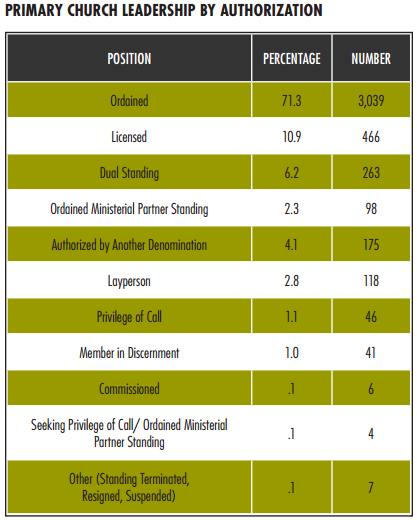 PRIMARY CHURCH LEADERSHIP BY AUTHORIZATION
POSITION PERCENTAGE NUMBER
Ordained 71.3 3,039
Licensed 10.9 466
Dual Standing 6.2 263
Ordained Ministerial Partner Standing 2.3 98
Authorized by Another Denomination 4.1 175
Layperson 2.8 118
Privilege of Call 1.1 46
Member in Discernment 1.0 41
Commissioned .1 6
Seeking Privilege of Call/ Ordained Ministerial
Partner Standing .1 4
Other (Standing Terminated,
Resigned, Suspended) .1 7